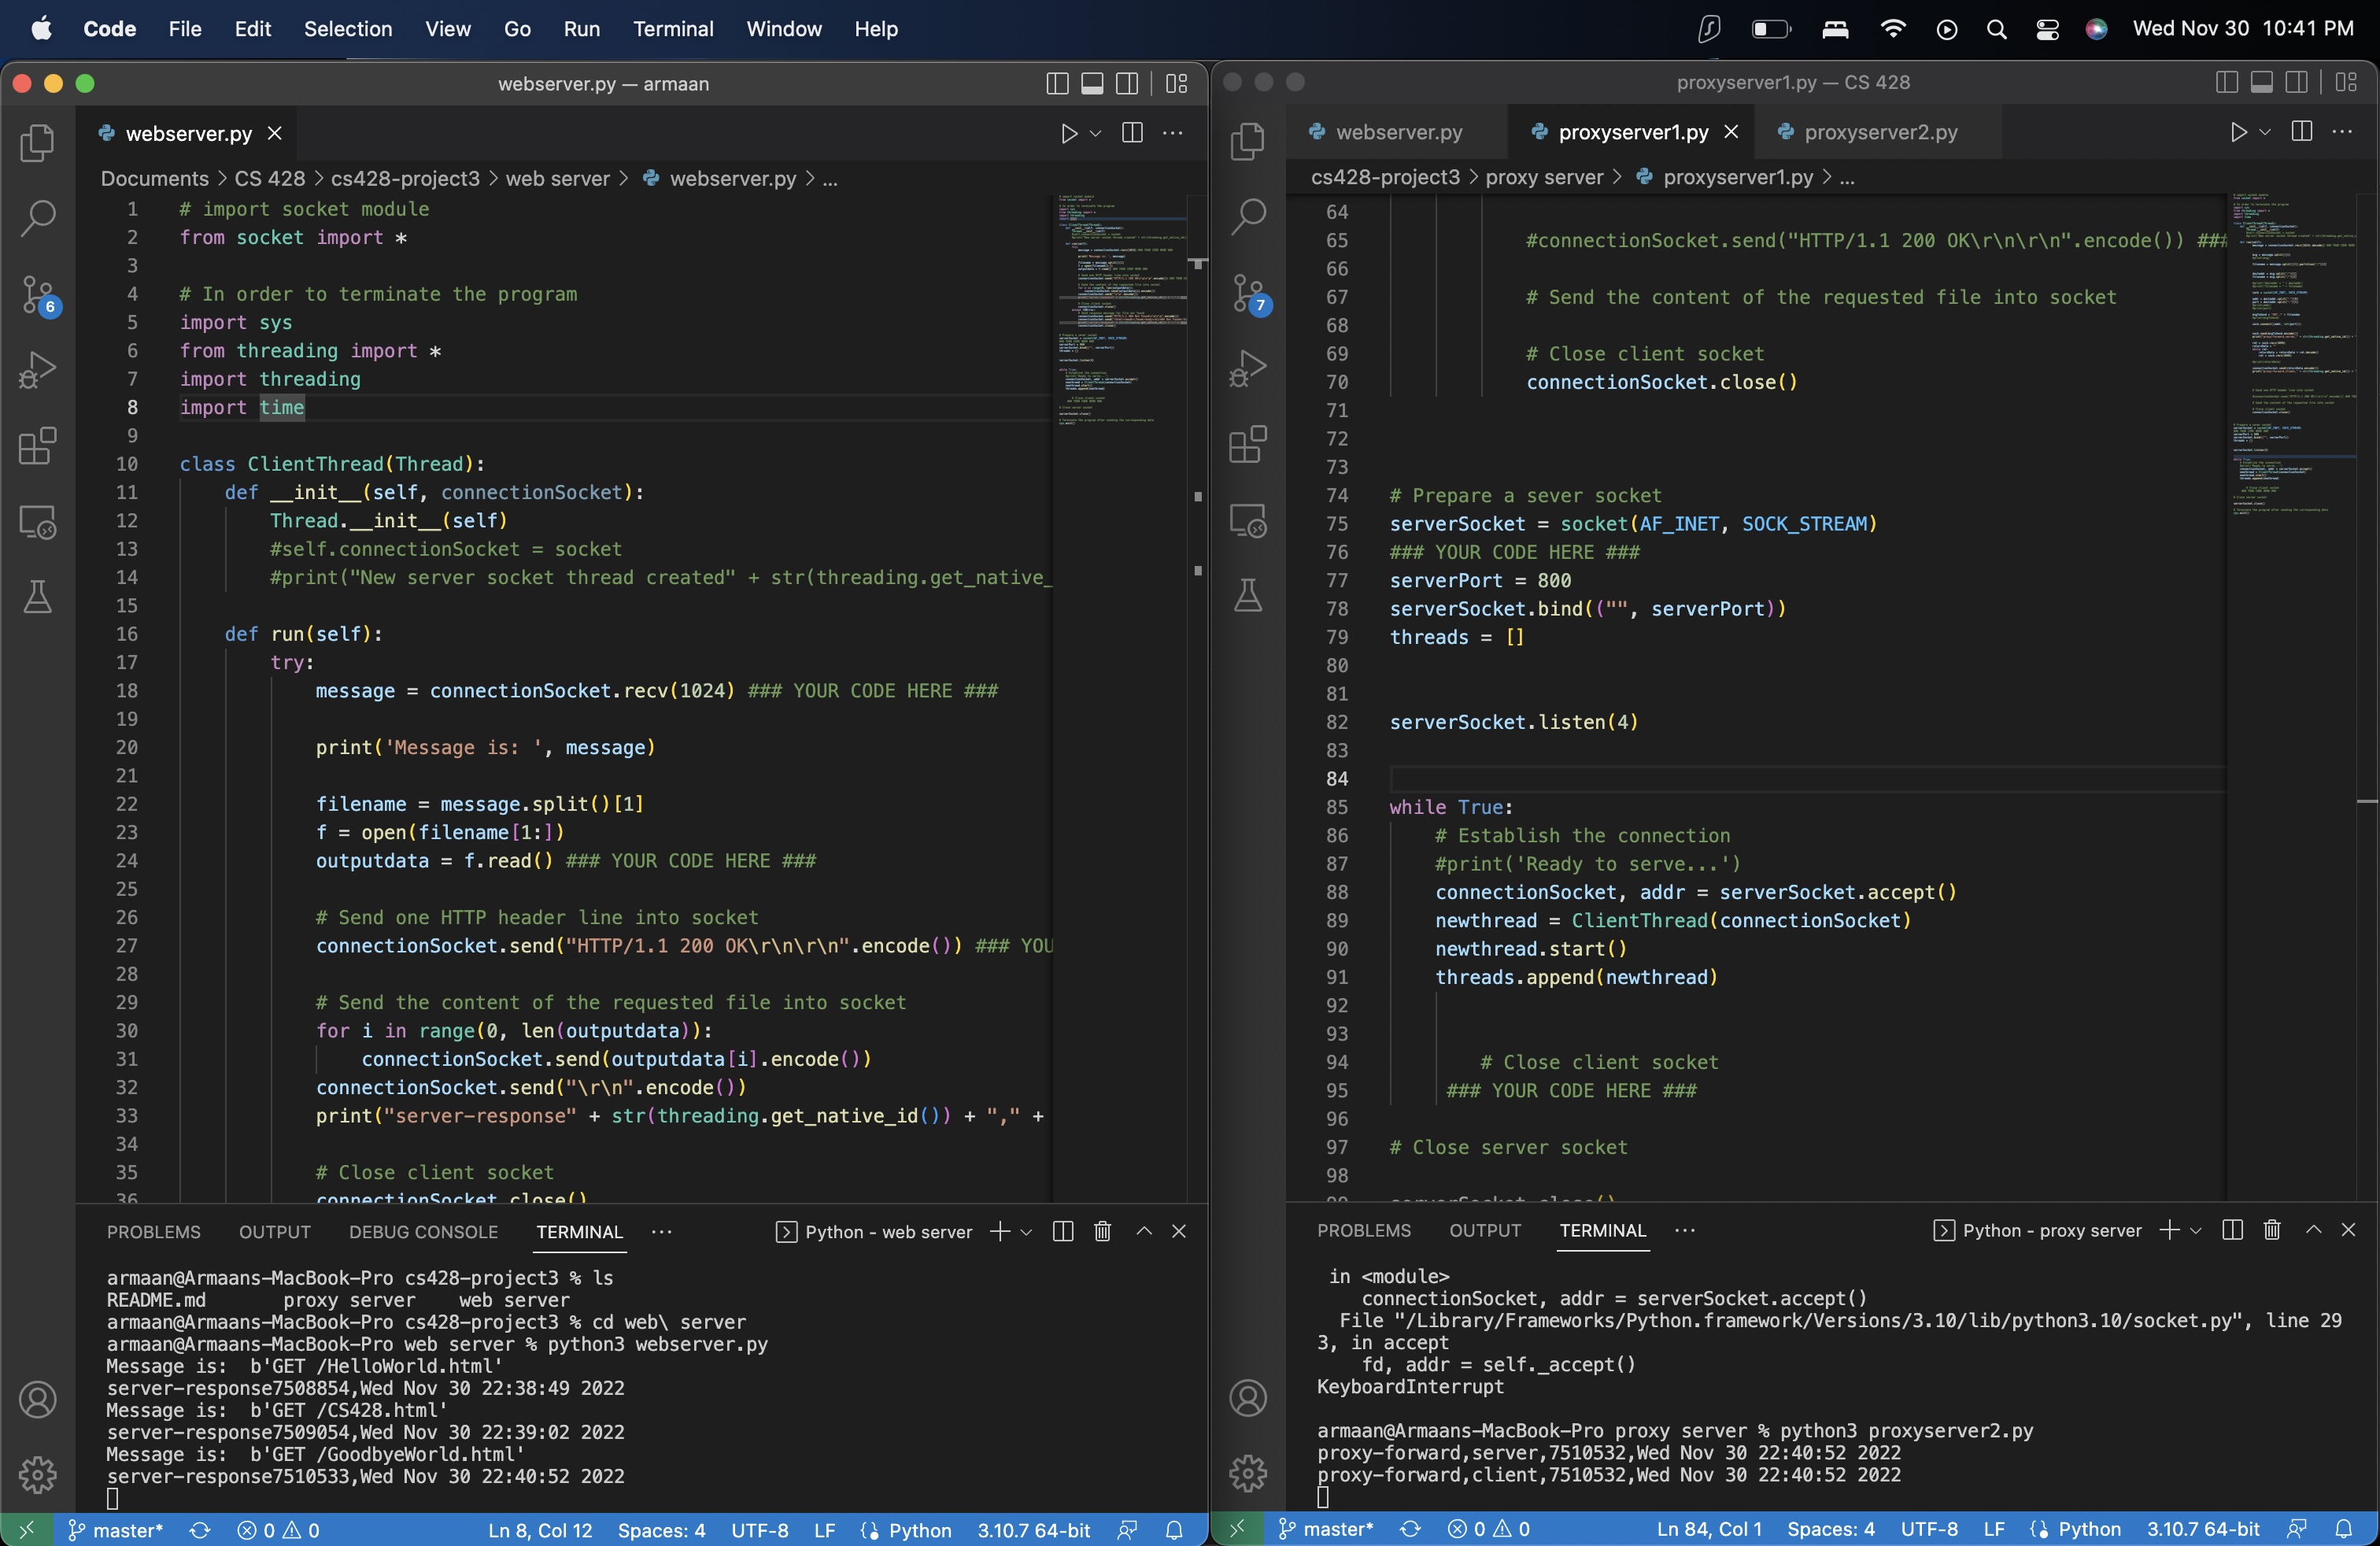 Code File Edit Selection View Go Run Terminal Window Help Wed Nov 30 10:41 PM
webserver.py — armaan
webserver.py
Documents > CS 428 > cs428-project3 > web server > webserver.py > ...
1 # import socket module
2 from socket import *
3
4 # In order to terminate the program
5 import sys
6 from threading import *
7 import threading
8 import time
9
10 class ClientThread(Thread):
11 def __init__(self, connectionSocket):
12 Thread.__init__(self)
13 #self.connectionSocket = socket
14 #print("New server socket thread created" + str(threading.get_native_
15
16 def run(self):
17 try:
18 message = connectionSocket.recv(1024) ### YOUR CODE HERE ###
19
20 print('Message is: ', message)
21
22 filename = message.split()[1]
23 f = open(filename[1:])
24 outputdata = f.read() ### YOUR CODE HERE ###
25
26 # Send one HTTP header line into socket
27 connectionSocket.send("HTTP/1.1 200 OK\r\n\r\n".encode()) ### YOU
28
29 # Send the content of the requested file into socket
30 for i in range(0, len(outputdata)):
31 connectionSocket.send(outputdata[i].encode())
32 connectionSocket.send("\r\n".encode())
33 print("server-response" + str(threading.get_native_id()) + "," +
34
35 # Close client socket
36 connectionSocket.close()
PROBLEMS OUTPUT DEBUG CONSOLE TERMINAL ... Python - web server
armaan@Armaans-MacBook-Pro cs428-project3 % ls
README.md proxy server web server
armaan@Armaans-MacBook-Pro cs428-project3 % cd web\ server
armaan@Armaans-MacBook-Pro web server % python3 webserver.py
Message is:  b'GET /HelloWorld.html'
server-response7508854,Wed Nov 30 22:38:49 2022
Message is:  b'GET /CS428.html'
server-response7509054,Wed Nov 30 22:39:02 2022
Message is:  b'GET /GoodbyeWorld.html'
server-response7510533,Wed Nov 30 22:40:52 2022
master* 0 0 Ln 8, Col 12 Spaces: 4 UTF-8 LF Python 3.10.7 64-bit
6
proxyserver1.py — CS 428
webserver.py proxyserver1.py proxyserver2.py
cs428-project3 > proxy server > proxyserver1.py > ...
64
65 #connectionSocket.send("HTTP/1.1 200 OK\r\n\r\n".encode()) ###
66
67 # Send the content of the requested file into socket
68
69 # Close client socket
70 connectionSocket.close()
71
72
73
74 # Prepare a sever socket
75 serverSocket = socket(AF_INET, SOCK_STREAM)
76 ### YOUR CODE HERE ###
77 serverPort = 800
78 serverSocket.bind(("", serverPort))
79 threads = []
80
81
82 serverSocket.listen(4)
83
84
85 while True:
86 # Establish the connection
87 #print('Ready to serve...')
88 connectionSocket, addr = serverSocket.accept()
89 newthread = ClientThread(connectionSocket)
90 newthread.start()
91 threads.append(newthread)
92
93
94 # Close client socket
95 ### YOUR CODE HERE ###
96
97 # Close server socket
98
99 serverSocket.close()
PROBLEMS OUTPUT TERMINAL ... Python - proxy server
in <module>
connectionSocket, addr = serverSocket.accept()
File "/Library/Frameworks/Python.framework/Versions/3.10/lib/python3.10/socket.py", line 29
3, in accept
fd, addr = self._accept()
KeyboardInterrupt
armaan@Armaans-MacBook-Pro proxy server % python3 proxyserver2.py
proxy-forward,server,7510532,Wed Nov 30 22:40:52 2022
proxy-forward,client,7510532,Wed Nov 30 22:40:52 2022
master* 0 0 Ln 84, Col 1 Spaces: 4 UTF-8 LF Python 3.10.7 64-bit
7